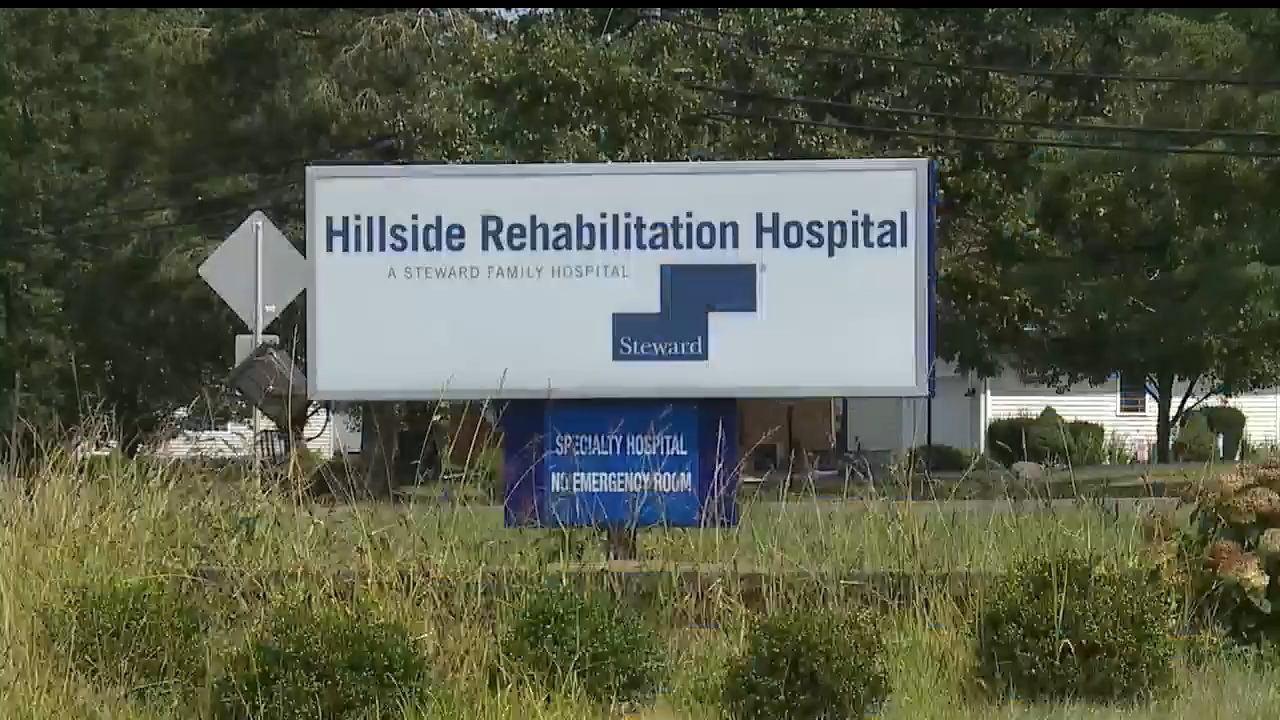 Hillside Rehabilitation Hospital
A STEWARD FAMILY HOSPITAL
Steward
SPECIALTY HOSPITAL
NO EMERGENCY ROOM